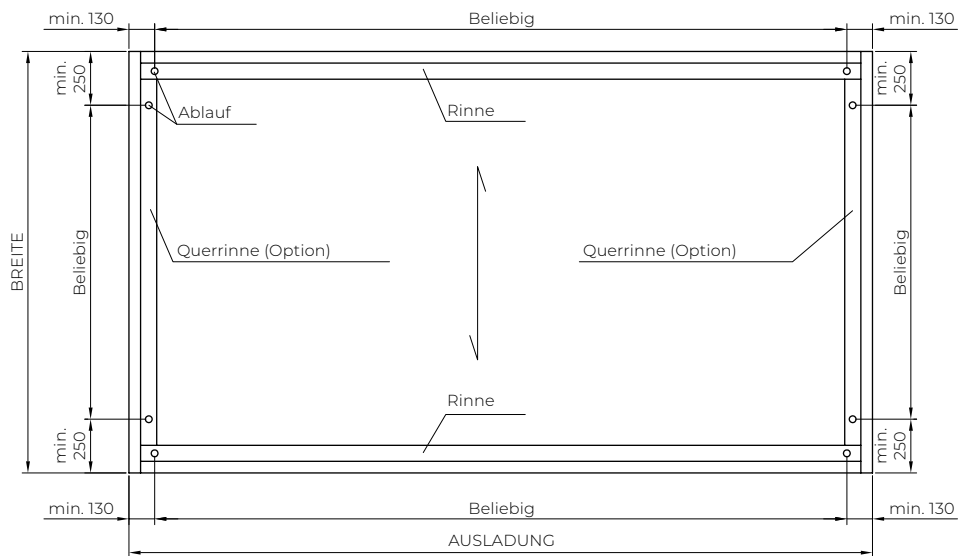 min. 130
Beliebig
min. 130
min.
250
min.
250
Ablauf
Rinne
BREITE
Beliebig
Querrinne (Option)
Querrinne (Option)
Beliebig
Rinne
min.
250
min.
250
min. 130
Beliebig
min. 130
AUSLADUNG